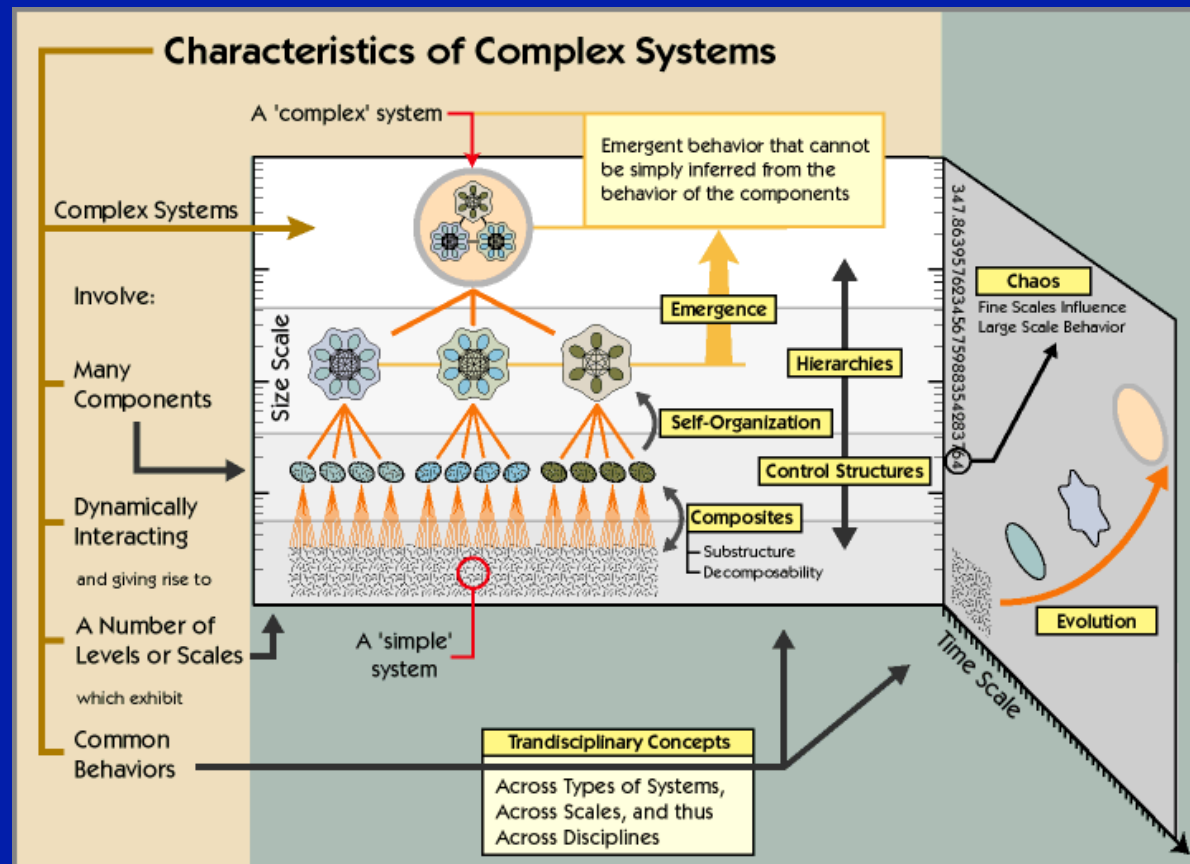 Characteristics of Complex Systems
A 'complex' system
Emergent behavior that cannot
be simply inferred from the
behavior of the components
Complex Systems
Involve:
Many
Components
Dynamically
Interacting
and giving rise to
A Number of
Levels or Scales
which exhibit
Common
Behaviors
Size Scale
Emergence
Hierarchies
Self-Organization
Control Structures
Composites
Substructure
Decomposability
A 'simple'
system
Trandisciplinary Concepts
Across Types of Systems,
Across Scales, and thus
Across Disciplines
347.86395762345675988354283764
Chaos
Fine Scales Influence
Large Scale Behavior
Evolution
Time Scale